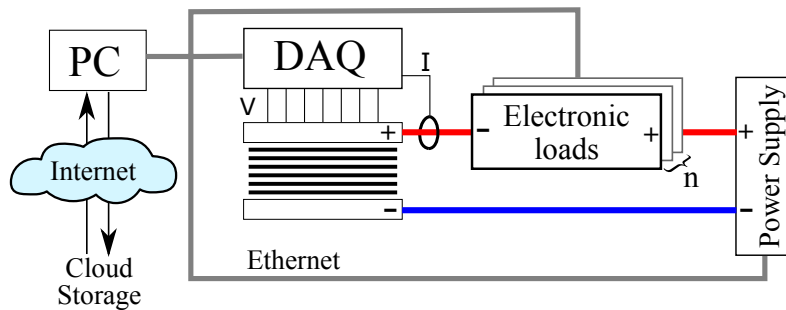 PC
DAQ
I
V
+
-
Electronic
loads
+
n
+
-
Power Supply
-
Internet
Ethernet
Cloud
Storage